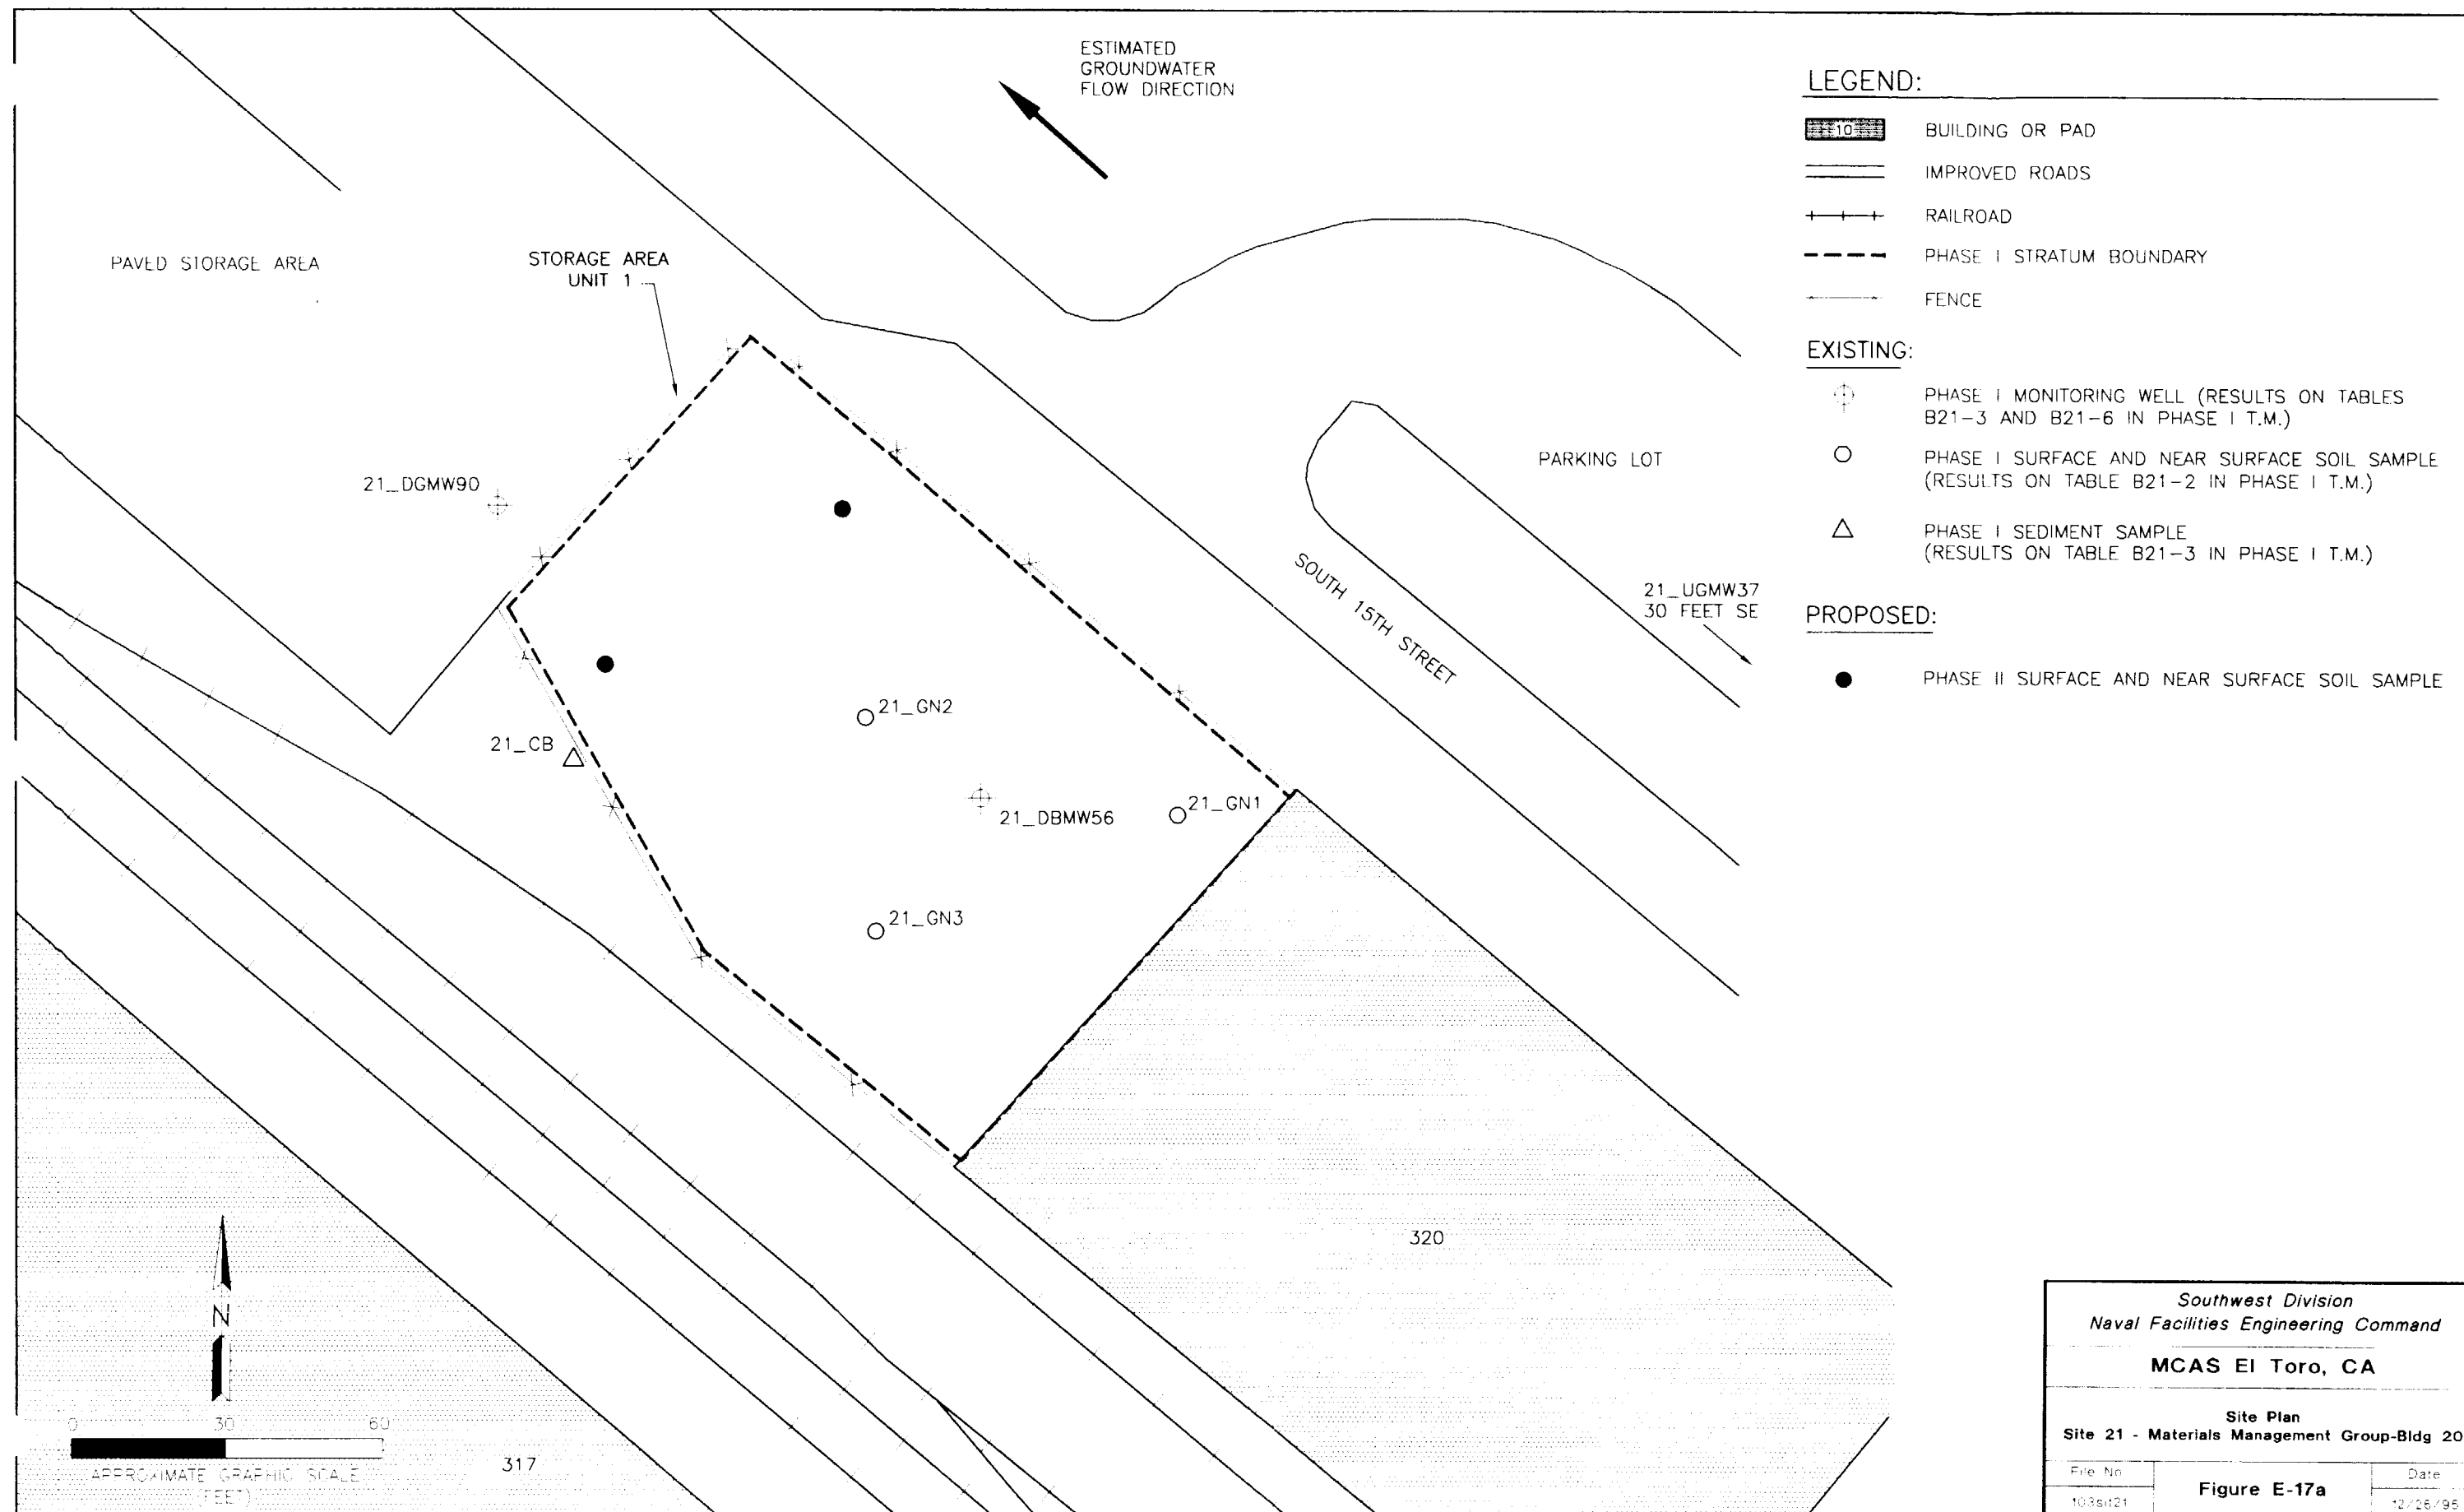 ESTIMATED
GROUNDWATER
FLOW DIRECTION
PAVED STORAGE AREA
STORAGE AREA
UNIT 1
21_DGMW90
PARKING LOT
SOUTH 15TH STREET
21_UGMW37
30 FEET SE
21_GN2
21_CB
21_DBMW56
21_GN1
21_GN3
320
317
N
0 30 60
APPROXIMATE GRAPHIC SCALE
(FEET)
LEGEND:
10
BUILDING OR PAD
IMPROVED ROADS
RAILROAD
PHASE I STRATUM BOUNDARY
FENCE
EXISTING:
PHASE I MONITORING WELL (RESULTS ON TABLES
B21-3 AND B21-6 IN PHASE I T.M.)
PHASE I SURFACE AND NEAR SURFACE SOIL SAMPLE
(RESULTS ON TABLE B21-2 IN PHASE I T.M.)
PHASE I SEDIMENT SAMPLE
(RESULTS ON TABLE B21-3 IN PHASE I T.M.)
PROPOSED:
PHASE II SURFACE AND NEAR SURFACE SOIL SAMPLE
Southwest Division
Naval Facilities Engineering Command
MCAS El Toro, CA
Site Plan
Site 21 - Materials Management Group-Bldg 20
File No
Figure E-17a
Date
12/26/95